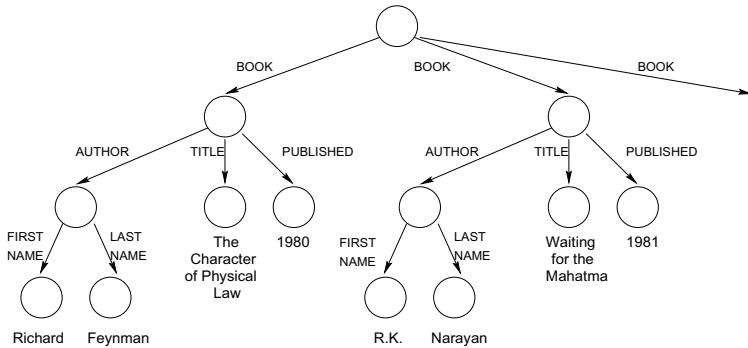 BOOK
BOOK
BOOK
AUTHOR
TITLE
PUBLISHED
AUTHOR
TITLE
PUBLISHED
FIRST
NAME
LAST
NAME
The
Character
of Physical
Law
1980
FIRST
NAME
LAST
NAME
Waiting
for the
Mahatma
1981
Richard
Feynman
R.K.
Narayan